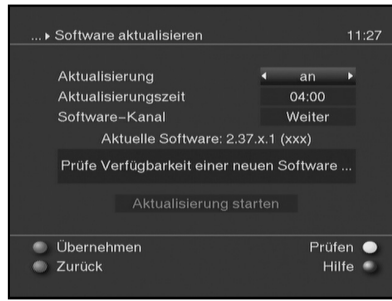 ... ▸ Software aktualisieren 11:27
Aktualisierung ◂ an ▸
Aktualisierungszeit 04:00
Software–Kanal Weiter
Aktuelle Software: 2.37.x.1 (xxx)
Prüfe Verfügbarkeit einer neuen Software ...
Aktualisierung starten
Übernehmen Prüfen
Zurück Hilfe